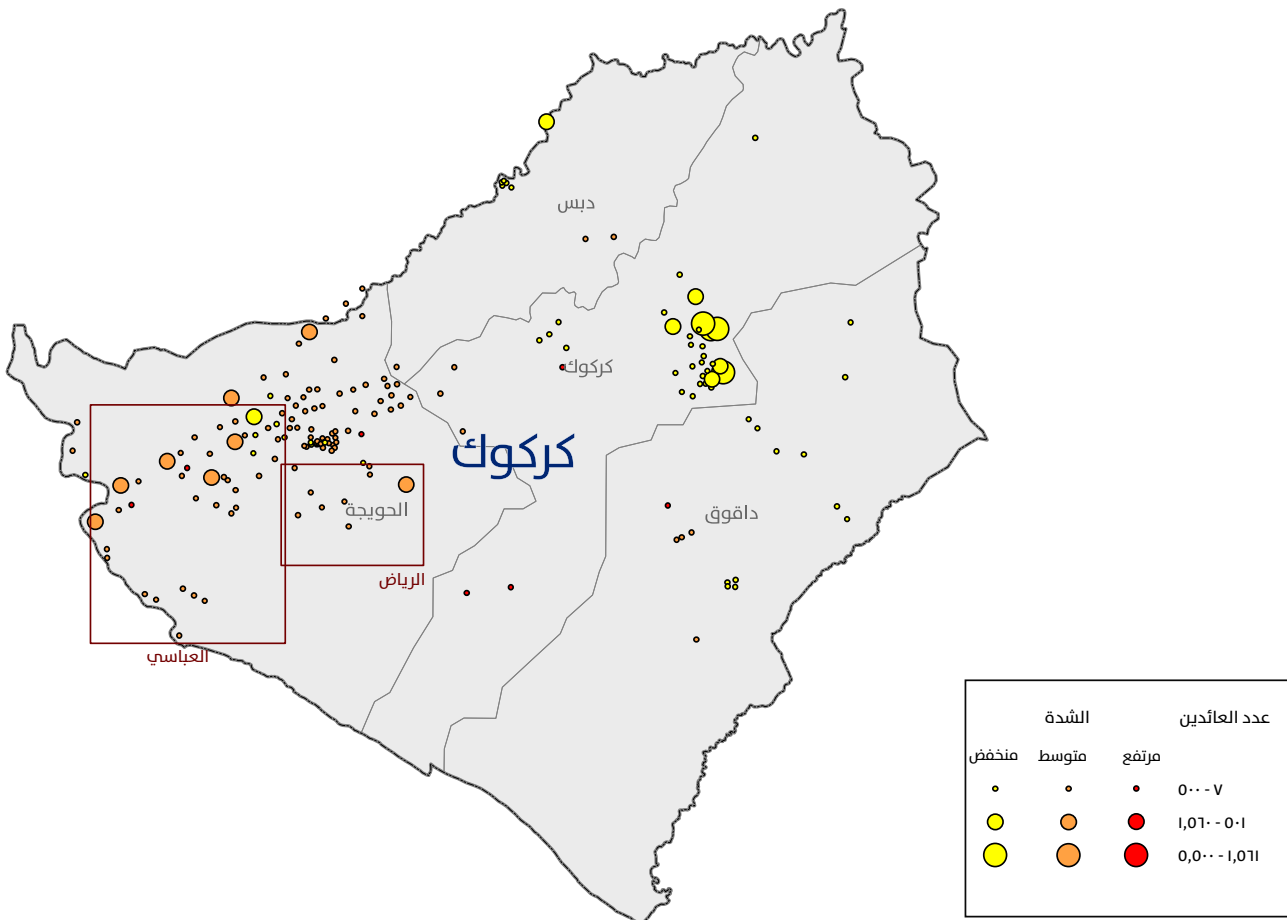 دبس
كركوك
كركوك
داقوق
الحويجة
الرياض
العباسي
عدد العائدين
الشدة
مرتفع
متوسط
منخفض
٧ - ٥٠٠
٥٠١ - ١,٥٦٠
١,٥٦١ - ٥,٥٠٠